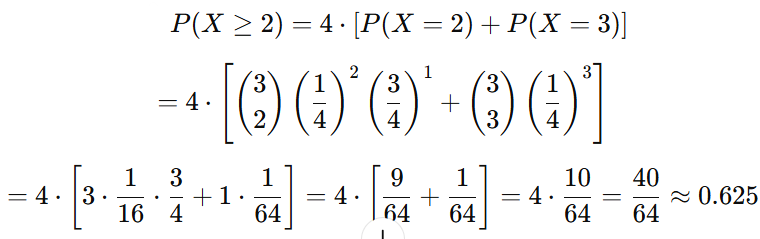 P(X ≥ 2) = 4 · [P(X = 2) + P(X = 3)]
= 4 · [(3 2) (1/4)^2 (3/4)^1 + (3 3) (1/4)^3]
= 4 · [3 · 1/16 · 3/4 + 1 · 1/64] = 4 · [9/64 + 1/64] = 4 · 10/64 = 40/64 ≈ 0.625